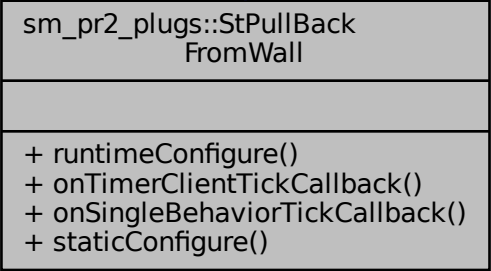 sm_pr2_plugs::StPullBack
FromWall
+ runtimeConfigure()
+ onTimerClientTickCallback()
+ onSingleBehaviorTickCallback()
+ staticConfigure()